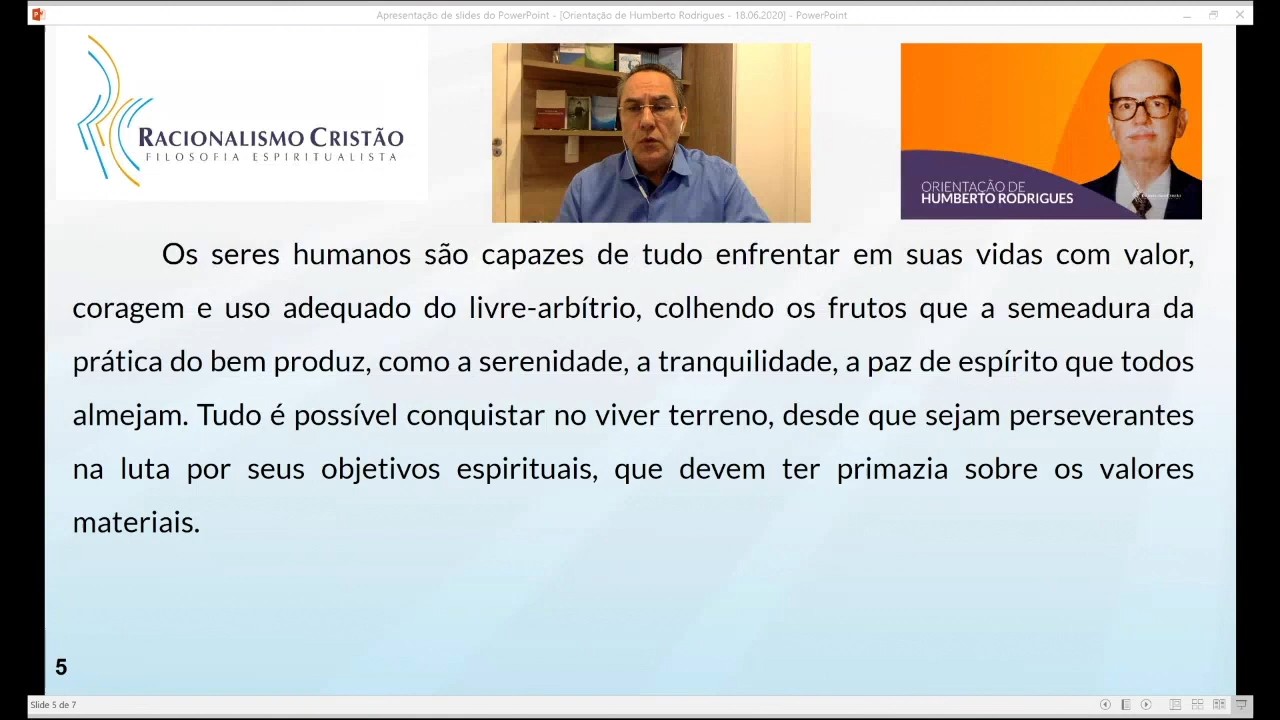 Apresentação de slides do PowerPoint - [Orientação de Humberto Rodrigues - 18.06.2020] - PowerPoint
RACIONALISMO CRISTÃO
FILOSOFIA ESPIRITUALISTA
ORIENTAÇÃO DE
HUMBERTO RODRIGUES
Os seres humanos são capazes de tudo enfrentar em suas vidas com valor,
coragem e uso adequado do livre-arbítrio, colhendo os frutos que a semeadura da
prática do bem produz, como a serenidade, a tranquilidade, a paz de espírito que todos
almejam. Tudo é possível conquistar no viver terreno, desde que sejam perseverantes
na luta por seus objetivos espirituais, que devem ter primazia sobre os valores
materiais.
5
Slide 5 de 7